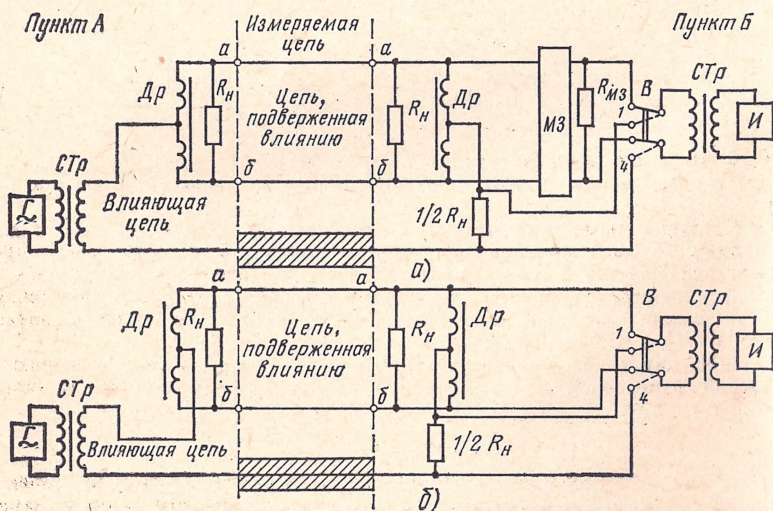 Пункт А
Измеряемая
цепь
Пункт Б
а
а
Др
Rн
Цепь,
подверженная
влиянию
Rн
Др
МЗ
RМЗ
В
1
4
СТр
И
СТр
б
б
Влияющая
цепь
1/2 Rн
а)
а
а
Др
Rн
Цепь,
подверженная
влиянию
Rн
Др
В
1
4
СТр
И
СТр
б
б
Влияющая цепь
1/2 Rн
б)